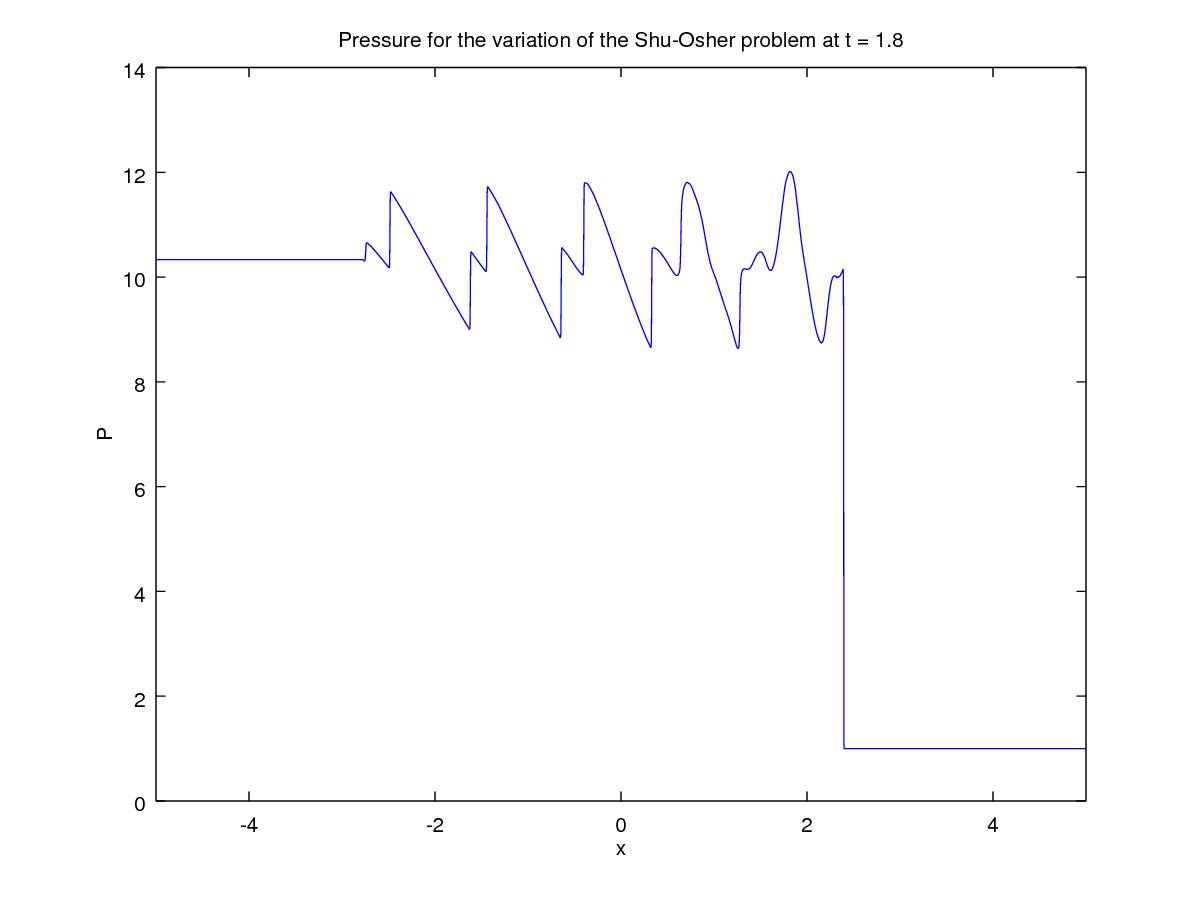 Pressure for the variation of the Shu-Osher problem at t = 1.8
14
12
10
8
6
4
2
0
P
-4 -2 0 2 4
x